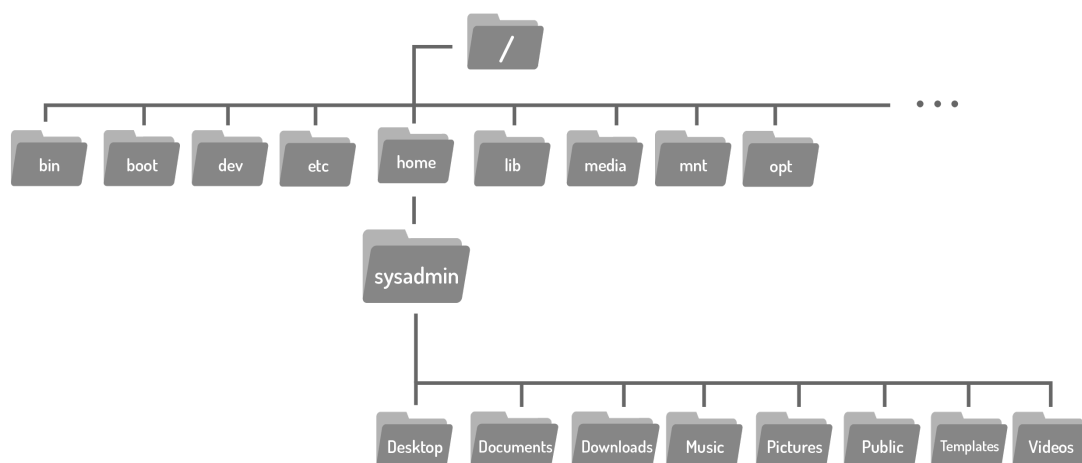 /
bin
boot
dev
etc
home
lib
media
mnt
opt
sysadmin
Desktop
Documents
Downloads
Music
Pictures
Public
Templates
Videos